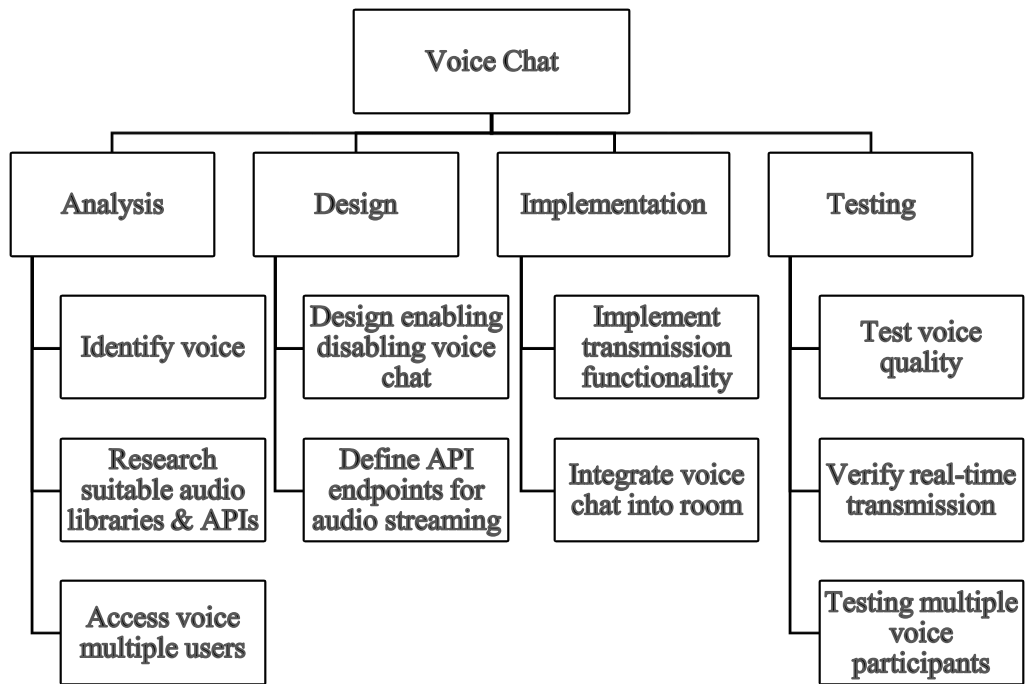 Voice Chat
Analysis
Design
Implementation
Testing
Identify voice
Research
suitable audio
libraries & APIs
Access voice
multiple users
Design enabling
disabling voice
chat
Define API
endpoints for
audio streaming
Implement
transmission
functionality
Integrate voice
chat into room
Test voice
quality
Verify real-time
transmission
Testing multiple
voice
participants